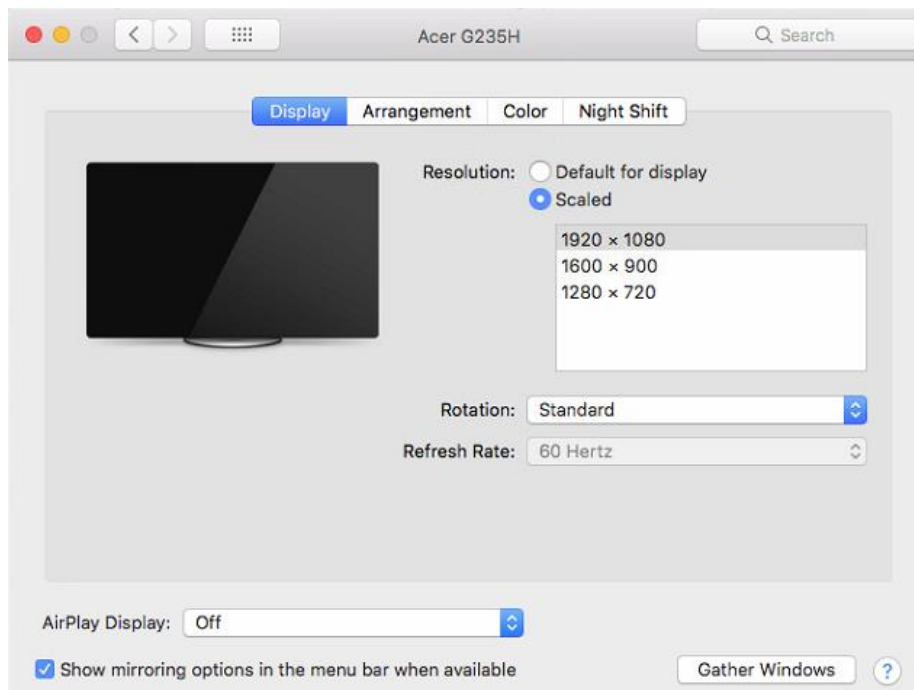 Acer G235H
Search
Display Arrangement Color Night Shift
Resolution: Default for display
Scaled
1920 × 1080
1600 × 900
1280 × 720
Rotation: Standard
Refresh Rate: 60 Hertz
AirPlay Display: Off
Show mirroring options in the menu bar when available
Gather Windows
?